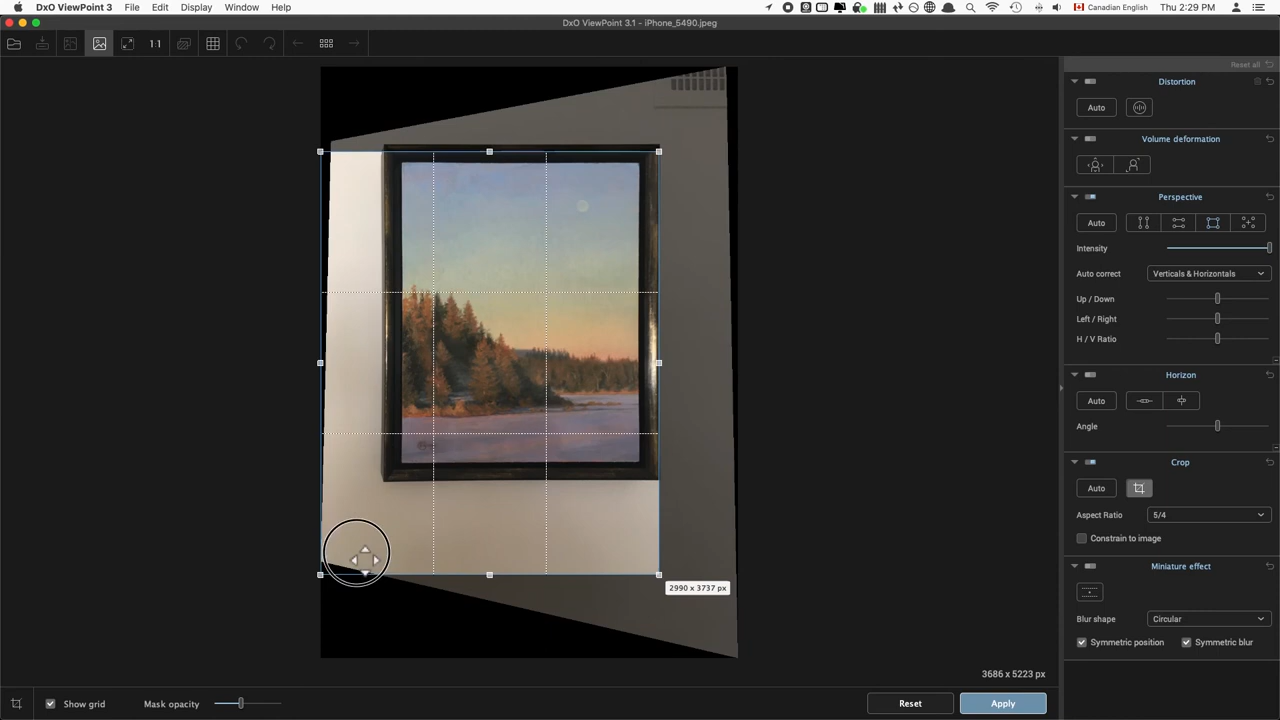 DxO ViewPoint 3 File Edit Display Window Help Canadian English Thu 2:29 PM
DxO ViewPoint 3.1 - iPhone_5490.jpeg
1:1
Reset all
Distortion
Auto
Volume deformation
Perspective
Auto
Intensity
Auto correct Verticals & Horizontals
Up / Down
Left / Right
H / V Ratio
Horizon
Auto
Angle
Crop
Auto
Aspect Ratio 5/4
Constrain to image
Miniature effect
Blur shape Circular
Symmetric position Symmetric blur
2990 x 3737 px
3686 x 5223 px
Show grid Mask opacity Reset Apply